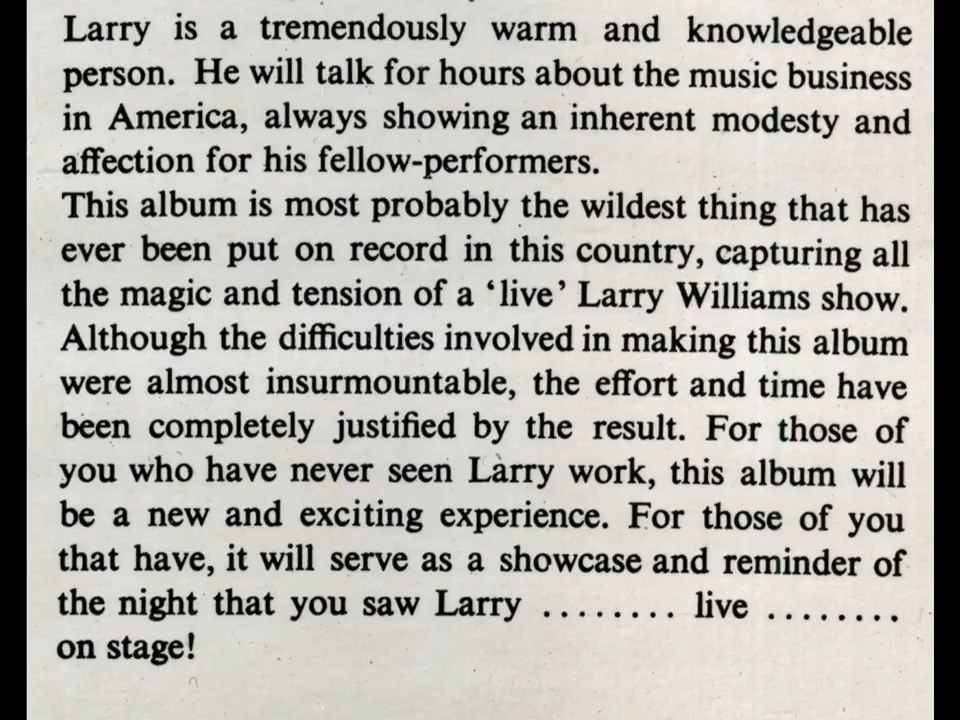 Larry is a tremendously warm and knowledgeable
person. He will talk for hours about the music business
in America, always showing an inherent modesty and
affection for his fellow-performers.
This album is most probably the wildest thing that has
ever been put on record in this country, capturing all
the magic and tension of a ‘live’ Larry Williams show.
Although the difficulties involved in making this album
were almost insurmountable, the effort and time have
been completely justified by the result. For those of
you who have never seen Larry work, this album will
be a new and exciting experience. For those of you
that have, it will serve as a showcase and reminder of
the night that you saw Larry ........ live ........
on stage!